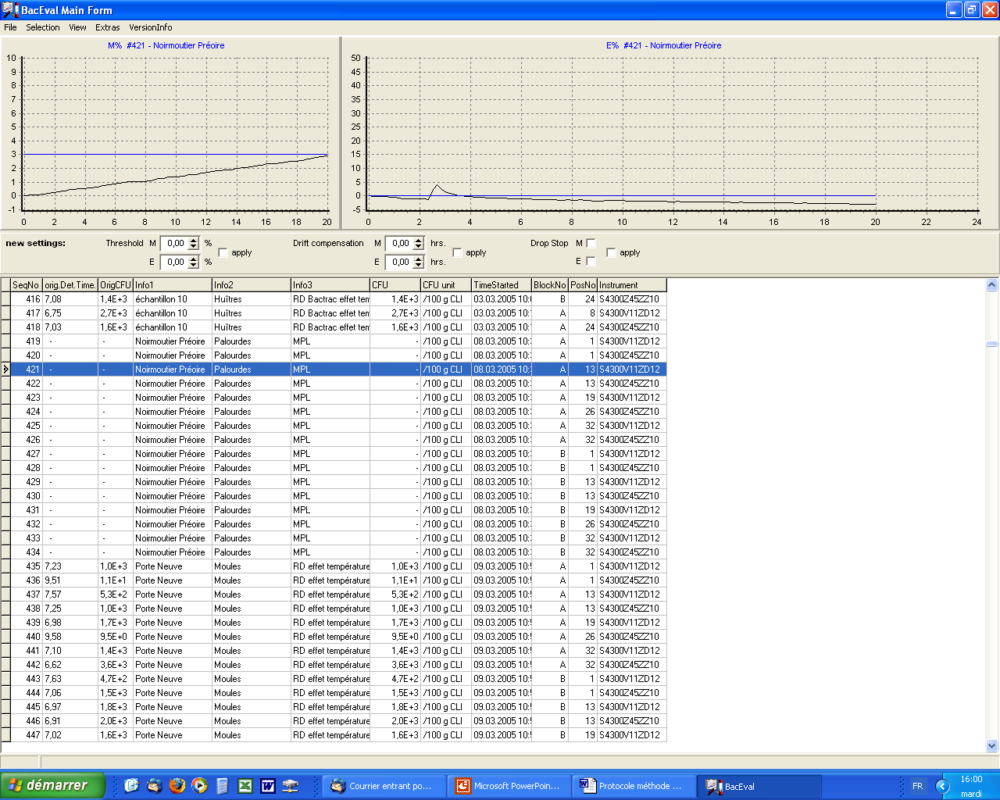 BacEval Main Form
File Selection View Extras VersionInfo
M% #421 - Noirmoutier Préoire
10
9
8
7
6
5
4
3
2
1
0
-1
0 2 4 6 8 10 12 14 16 18 20
E% #421 - Noirmoutier Préoire
50
45
40
35
30
25
20
15
10
5
0
-5
0 2 4 6 8 10 12 14 16 18 20 22 24
new settings: Threshold M 0,00 % apply Drift compensation M 0,00 hrs. apply Drop Stop M apply
E 0,00 % E 0,00 hrs. E
SeqNo orig.Det.Time. OrigCFU Info1 Info2 Info3 CFU CFU unit TimeStarted BlockNo PosNo Instrument
416 7,08 1,4E+3 échantillon 10 Huîtres RD Bactrac effet tem 1,4E+3 /100 g CLI 03.03.2005 10: B 24 S4300Z45ZZ10
417 6,75 2,7E+3 échantillon 10 Huîtres RD Bactrac effet tem 2,7E+3 /100 g CLI 03.03.2005 10: A 8 S4300V11ZD12
418 7,03 1,6E+3 échantillon 10 Huîtres RD Bactrac effet tem 1,6E+3 /100 g CLI 03.03.2005 10: A 24 S4300V11ZD12
419 - - Noirmoutier Préoire Palourdes MPL - /100 g CLI 08.03.2005 10: A 1 S4300V11ZD12
420 - - Noirmoutier Préoire Palourdes MPL - /100 g CLI 08.03.2005 10: A 1 S4300Z45ZZ10
421 - - Noirmoutier Préoire Palourdes MPL - /100 g CLI 08.03.2005 10: A 13 S4300V11ZD12
422 - - Noirmoutier Préoire Palourdes MPL - /100 g CLI 08.03.2005 10: A 13 S4300Z45ZZ10
423 - - Noirmoutier Préoire Palourdes MPL - /100 g CLI 08.03.2005 10: A 19 S4300V11ZD12
424 - - Noirmoutier Préoire Palourdes MPL - /100 g CLI 08.03.2005 10: A 26 S4300Z45ZZ10
425 - - Noirmoutier Préoire Palourdes MPL - /100 g CLI 08.03.2005 10: A 32 S4300V11ZD12
426 - - Noirmoutier Préoire Palourdes MPL - /100 g CLI 08.03.2005 10: A 32 S4300Z45ZZ10
427 - - Noirmoutier Préoire Palourdes MPL - /100 g CLI 08.03.2005 10: B 1 S4300V11ZD12
428 - - Noirmoutier Préoire Palourdes MPL - /100 g CLI 08.03.2005 10: B 1 S4300Z45ZZ10
429 - - Noirmoutier Préoire Palourdes MPL - /100 g CLI 08.03.2005 10: B 13 S4300V11ZD12
430 - - Noirmoutier Préoire Palourdes MPL - /100 g CLI 08.03.2005 10: B 13 S4300Z45ZZ10
431 - - Noirmoutier Préoire Palourdes MPL - /100 g CLI 08.03.2005 10: B 19 S4300V11ZD12
432 - - Noirmoutier Préoire Palourdes MPL - /100 g CLI 08.03.2005 10: B 26 S4300Z45ZZ10
433 - - Noirmoutier Préoire Palourdes MPL - /100 g CLI 08.03.2005 10: B 32 S4300V11ZD12
434 - - Noirmoutier Préoire Palourdes MPL - /100 g CLI 08.03.2005 10: B 32 S4300Z45ZZ10
435 7,23 1,0E+3 Porte Neuve Moules RD effet température 1,0E+3 /100 g CLI 09.03.2005 10: A 1 S4300V11ZD12
436 9,51 1,1E+1 Porte Neuve Moules RD effet température 1,1E+1 /100 g CLI 09.03.2005 10: A 1 S4300Z45ZZ10
437 7,57 5,3E+2 Porte Neuve Moules RD effet température 5,3E+2 /100 g CLI 09.03.2005 10: A 13 S4300V11ZD12
438 7,25 1,0E+3 Porte Neuve Moules RD effet température 1,0E+3 /100 g CLI 09.03.2005 10: A 13 S4300Z45ZZ10
439 6,98 1,7E+3 Porte Neuve Moules RD effet température 1,7E+3 /100 g CLI 09.03.2005 10: A 19 S4300V11ZD12
440 9,58 9,5E+0 Porte Neuve Moules RD effet température 9,5E+0 /100 g CLI 09.03.2005 10: A 26 S4300Z45ZZ10
441 7,10 1,4E+3 Porte Neuve Moules RD effet température 1,4E+3 /100 g CLI 09.03.2005 10: A 32 S4300V11ZD12
442 6,62 3,6E+3 Porte Neuve Moules RD effet température 3,6E+3 /100 g CLI 09.03.2005 10: A 32 S4300Z45ZZ10
443 7,63 4,7E+2 Porte Neuve Moules RD effet température 4,7E+2 /100 g CLI 09.03.2005 10: B 1 S4300V11ZD12
444 7,06 1,5E+3 Porte Neuve Moules RD effet température 1,5E+3 /100 g CLI 09.03.2005 10: B 1 S4300Z45ZZ10
445 6,97 1,8E+3 Porte Neuve Moules RD effet température 1,8E+3 /100 g CLI 09.03.2005 10: B 13 S4300V11ZD12
446 6,91 2,0E+3 Porte Neuve Moules RD effet température 2,0E+3 /100 g CLI 09.03.2005 10: B 13 S4300Z45ZZ10
447 7,02 1,6E+3 Porte Neuve Moules RD effet température 1,6E+3 /100 g CLI 09.03.2005 10: B 19 S4300V11ZD12
démarrer Courrier entrant po... Microsoft PowerPoin... Protocole méthode ... BacEval FR 16:00
mardi